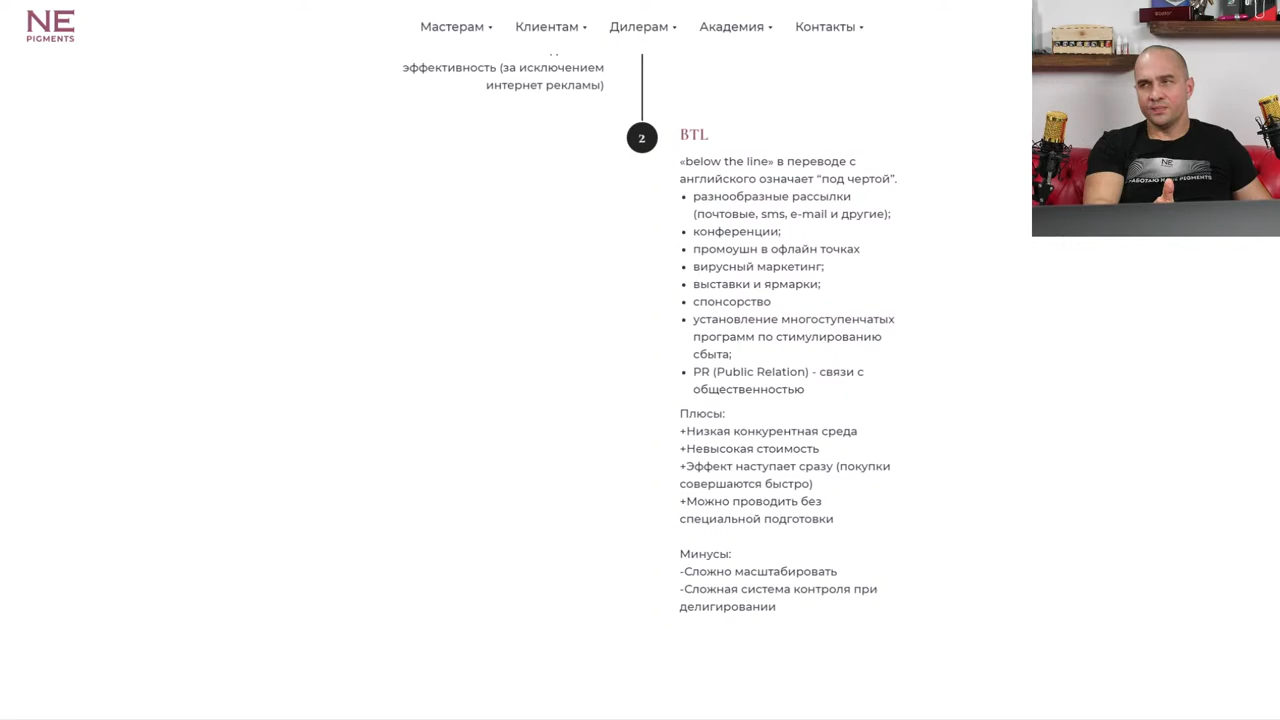 NE
PIGMENTS
Мастерам
Клиентам
Дилерам
Академия
Контакты
эффективность (за исключением
интернет рекламы)
2
BTL
«below the line» в переводе с
английского означает “под чертой”.
разнообразные рассылки
(почтовые, sms, e-mail и другие);
конференции;
промоушн в офлайн точках
вирусный маркетинг;
выставки и ярмарки;
спонсорство
установление многоступенчатых
программ по стимулированию
сбыта;
PR (Public Relation) - связи с
общественностью
Плюсы:
+Низкая конкурентная среда
+Невысокая стоимость
+Эффект наступает сразу (покупки
совершаются быстро)
+Можно проводить без
специальной подготовки
Минусы:
-Сложно масштабировать
-Сложная система контроля при
делигировании
NE
PIGMENTS